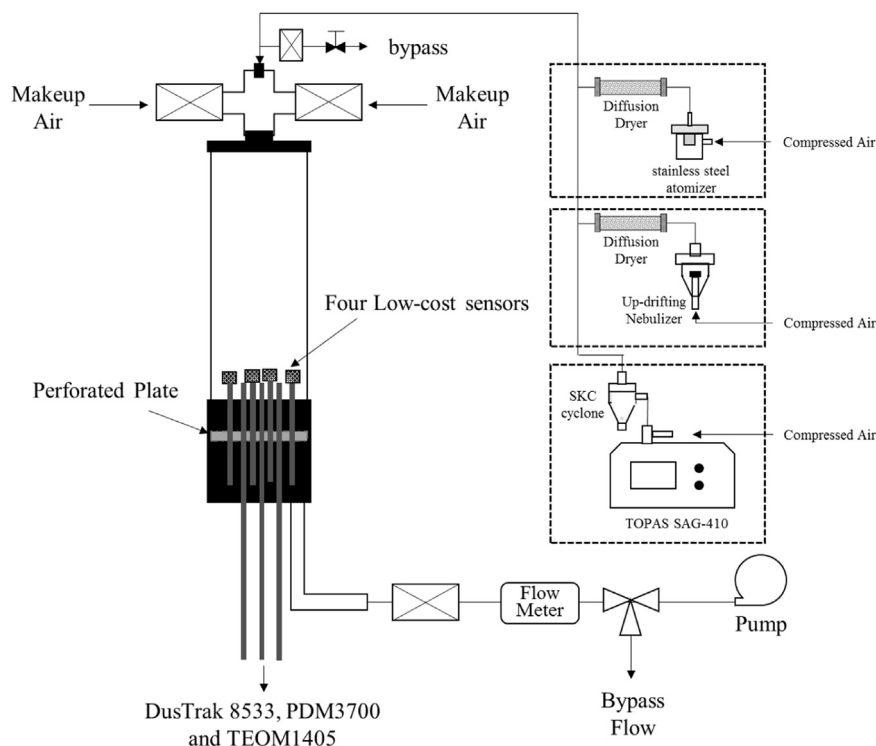 bypass
Makeup
Air
Makeup
Air
Diffusion
Dryer
stainless steel
atomizer
Compressed Air
Diffusion
Dryer
Up-drifting
Nebulizer
Compressed Air
Four Low-cost sensors
Perforated Plate
SKC
cyclone
Compressed Air
TOPAS SAG-410
Flow
Meter
Pump
Bypass
Flow
DusTrak 8533, PDM3700
and TEOM1405